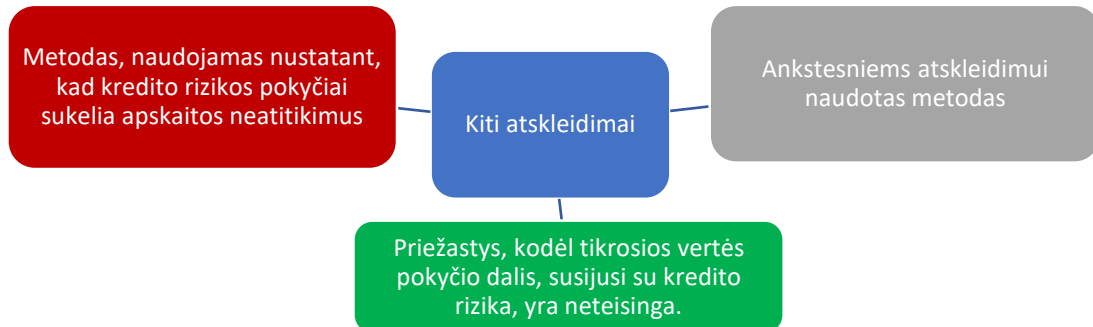 Metodas, naudojamas nustatant,
kad kredito rizikos pokyčiai
sukelia apskaitos neatitikimus
Kiti atskleidimai
Ankstesniems atskleidimui
naudotas metodas
Priežastys, kodėl tikrosios vertės
pokyčio dalis, susijusi su kredito
rizika, yra neteisinga.